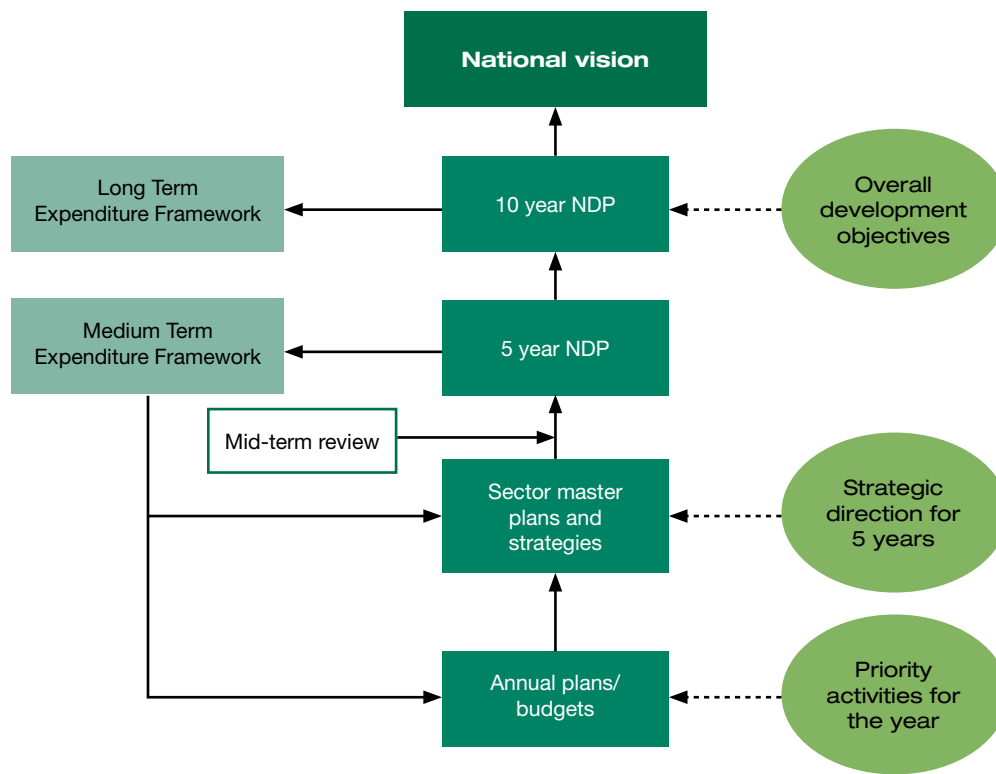 National vision
Long Term
Expenditure Framework
10 year NDP
Overall
development
objectives
Medium Term
Expenditure Framework
5 year NDP
Mid-term review
Sector master
plans and
strategies
Strategic
direction for
5 years
Annual plans/
budgets
Priority
activities for
the year